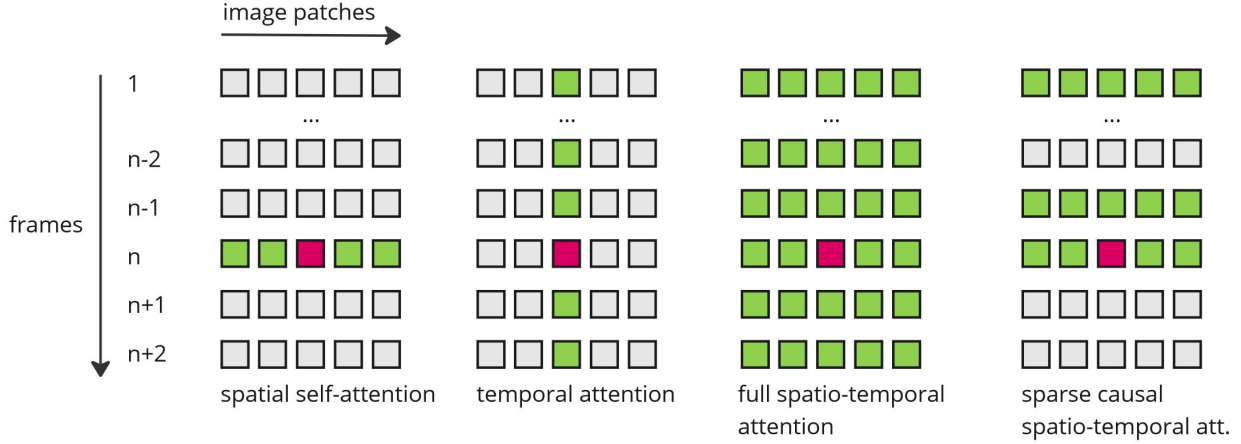 image patches
1
... ... ... ...
n-2
n-1
frames
n
n+1
n+2
spatial self-attention
temporal attention
full spatio-temporal
attention
sparse causal
spatio-temporal att.